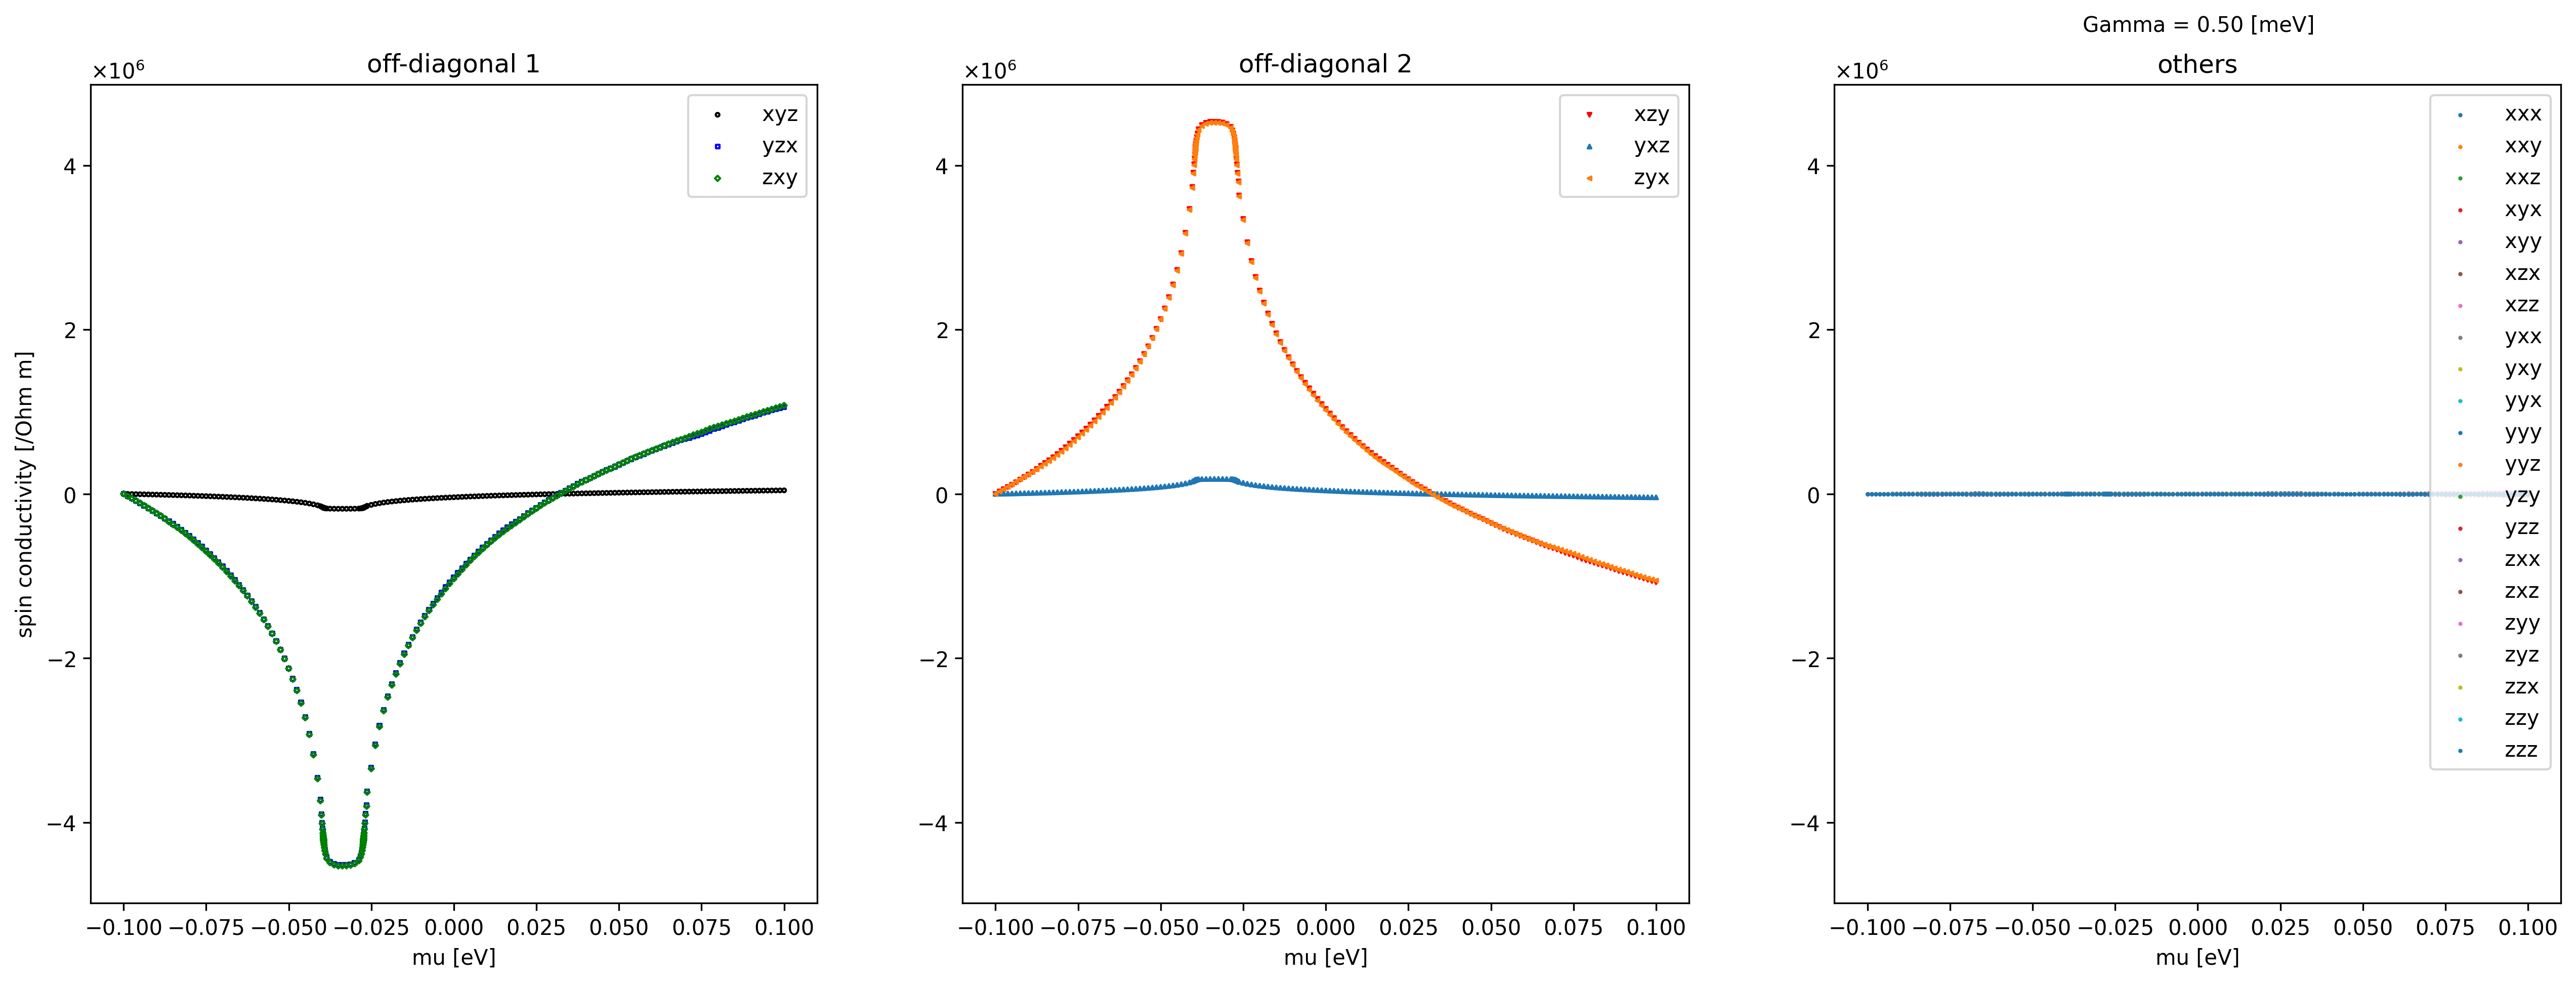 Gamma = 0.50 [meV]
off-diagonal 1
×10⁶
xyz
yzx
zxy
4
2
0
−2
−4
spin conductivity [/Ohm m]
−0.100 −0.075 −0.050 −0.025 0.000 0.025 0.050 0.075 0.100
mu [eV]
off-diagonal 2
×10⁶
xzy
yxz
zyx
4
2
0
−2
−4
−0.100 −0.075 −0.050 −0.025 0.000 0.025 0.050 0.075 0.100
mu [eV]
others
×10⁶
xxx
xxy
xxz
xyx
xyy
xzx
xzz
yxx
yxy
yyx
yyy
yyz
yzy
yzz
zxx
zxz
zyy
zyz
zzx
zzy
zzz
4
2
0
−2
−4
−0.100 −0.075 −0.050 −0.025 0.000 0.025 0.050 0.075 0.100
mu [eV]